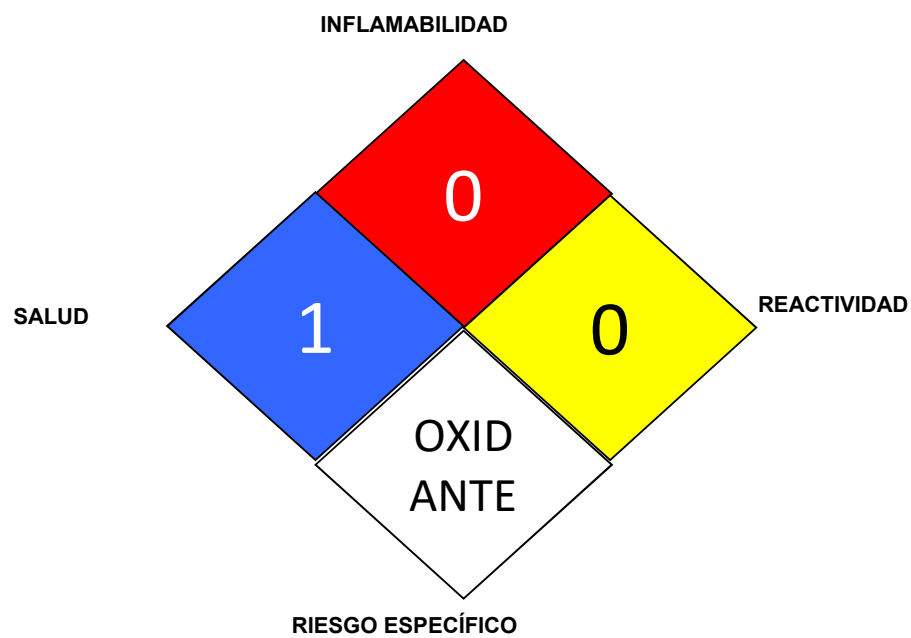 INFLAMABILIDAD
0
SALUD
1
0
REACTIVIDAD
OXID
ANTE
RIESGO ESPECÍFICO